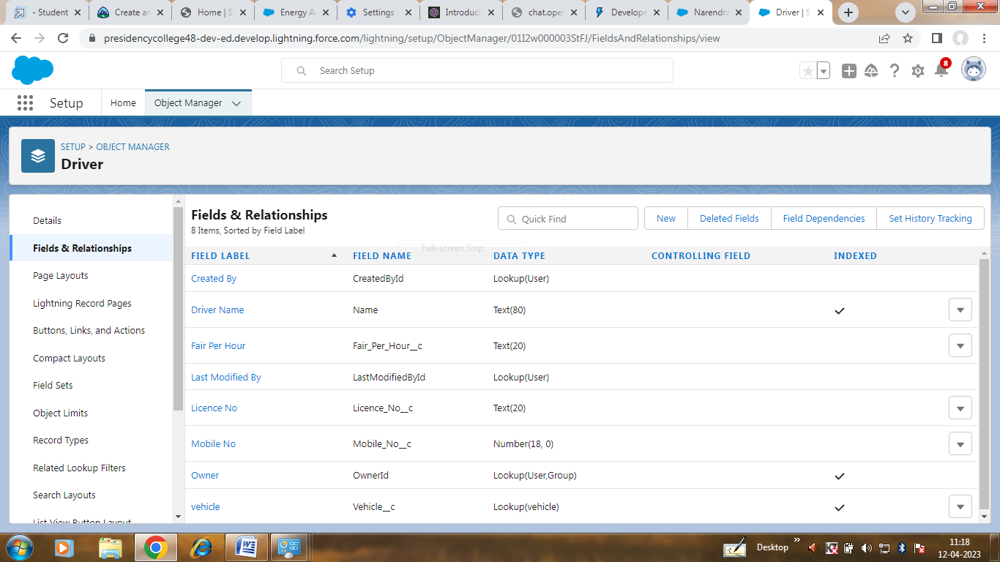 - Student
Create an
Home | S
Energy A
Settings -
Introduci
chat.open
Develope
Narendra
Driver | S
presidencycollege48-dev-ed.develop.lightning.force.com/lightning/setup/ObjectManager/01I2w000003StFJ/FieldsAndRelationships/view
Search Setup
8
Setup
Home
Object Manager
SETUP > OBJECT MANAGER
Driver
Details
Fields & Relationships
Page Layouts
Lightning Record Pages
Buttons, Links, and Actions
Compact Layouts
Field Sets
Object Limits
Record Types
Related Lookup Filters
Search Layouts
List View Button Layout
Fields & Relationships
8 Items, Sorted by Field Label
Quick Find
New
Deleted Fields
Field Dependencies
Set History Tracking
Full-screen Snip
FIELD LABEL FIELD NAME DATA TYPE CONTROLLING FIELD INDEXED
Created By CreatedById Lookup(User)
Driver Name Name Text(80)
Fair Per Hour Fair_Per_Hour__c Text(20)
Last Modified By LastModifiedById Lookup(User)
Licence No Licence_No__c Text(20)
Mobile No Mobile_No__c Number(18, 0)
Owner OwnerId Lookup(User,Group)
vehicle Vehicle__c Lookup(vehicle)
Desktop
11:18
12-04-2023